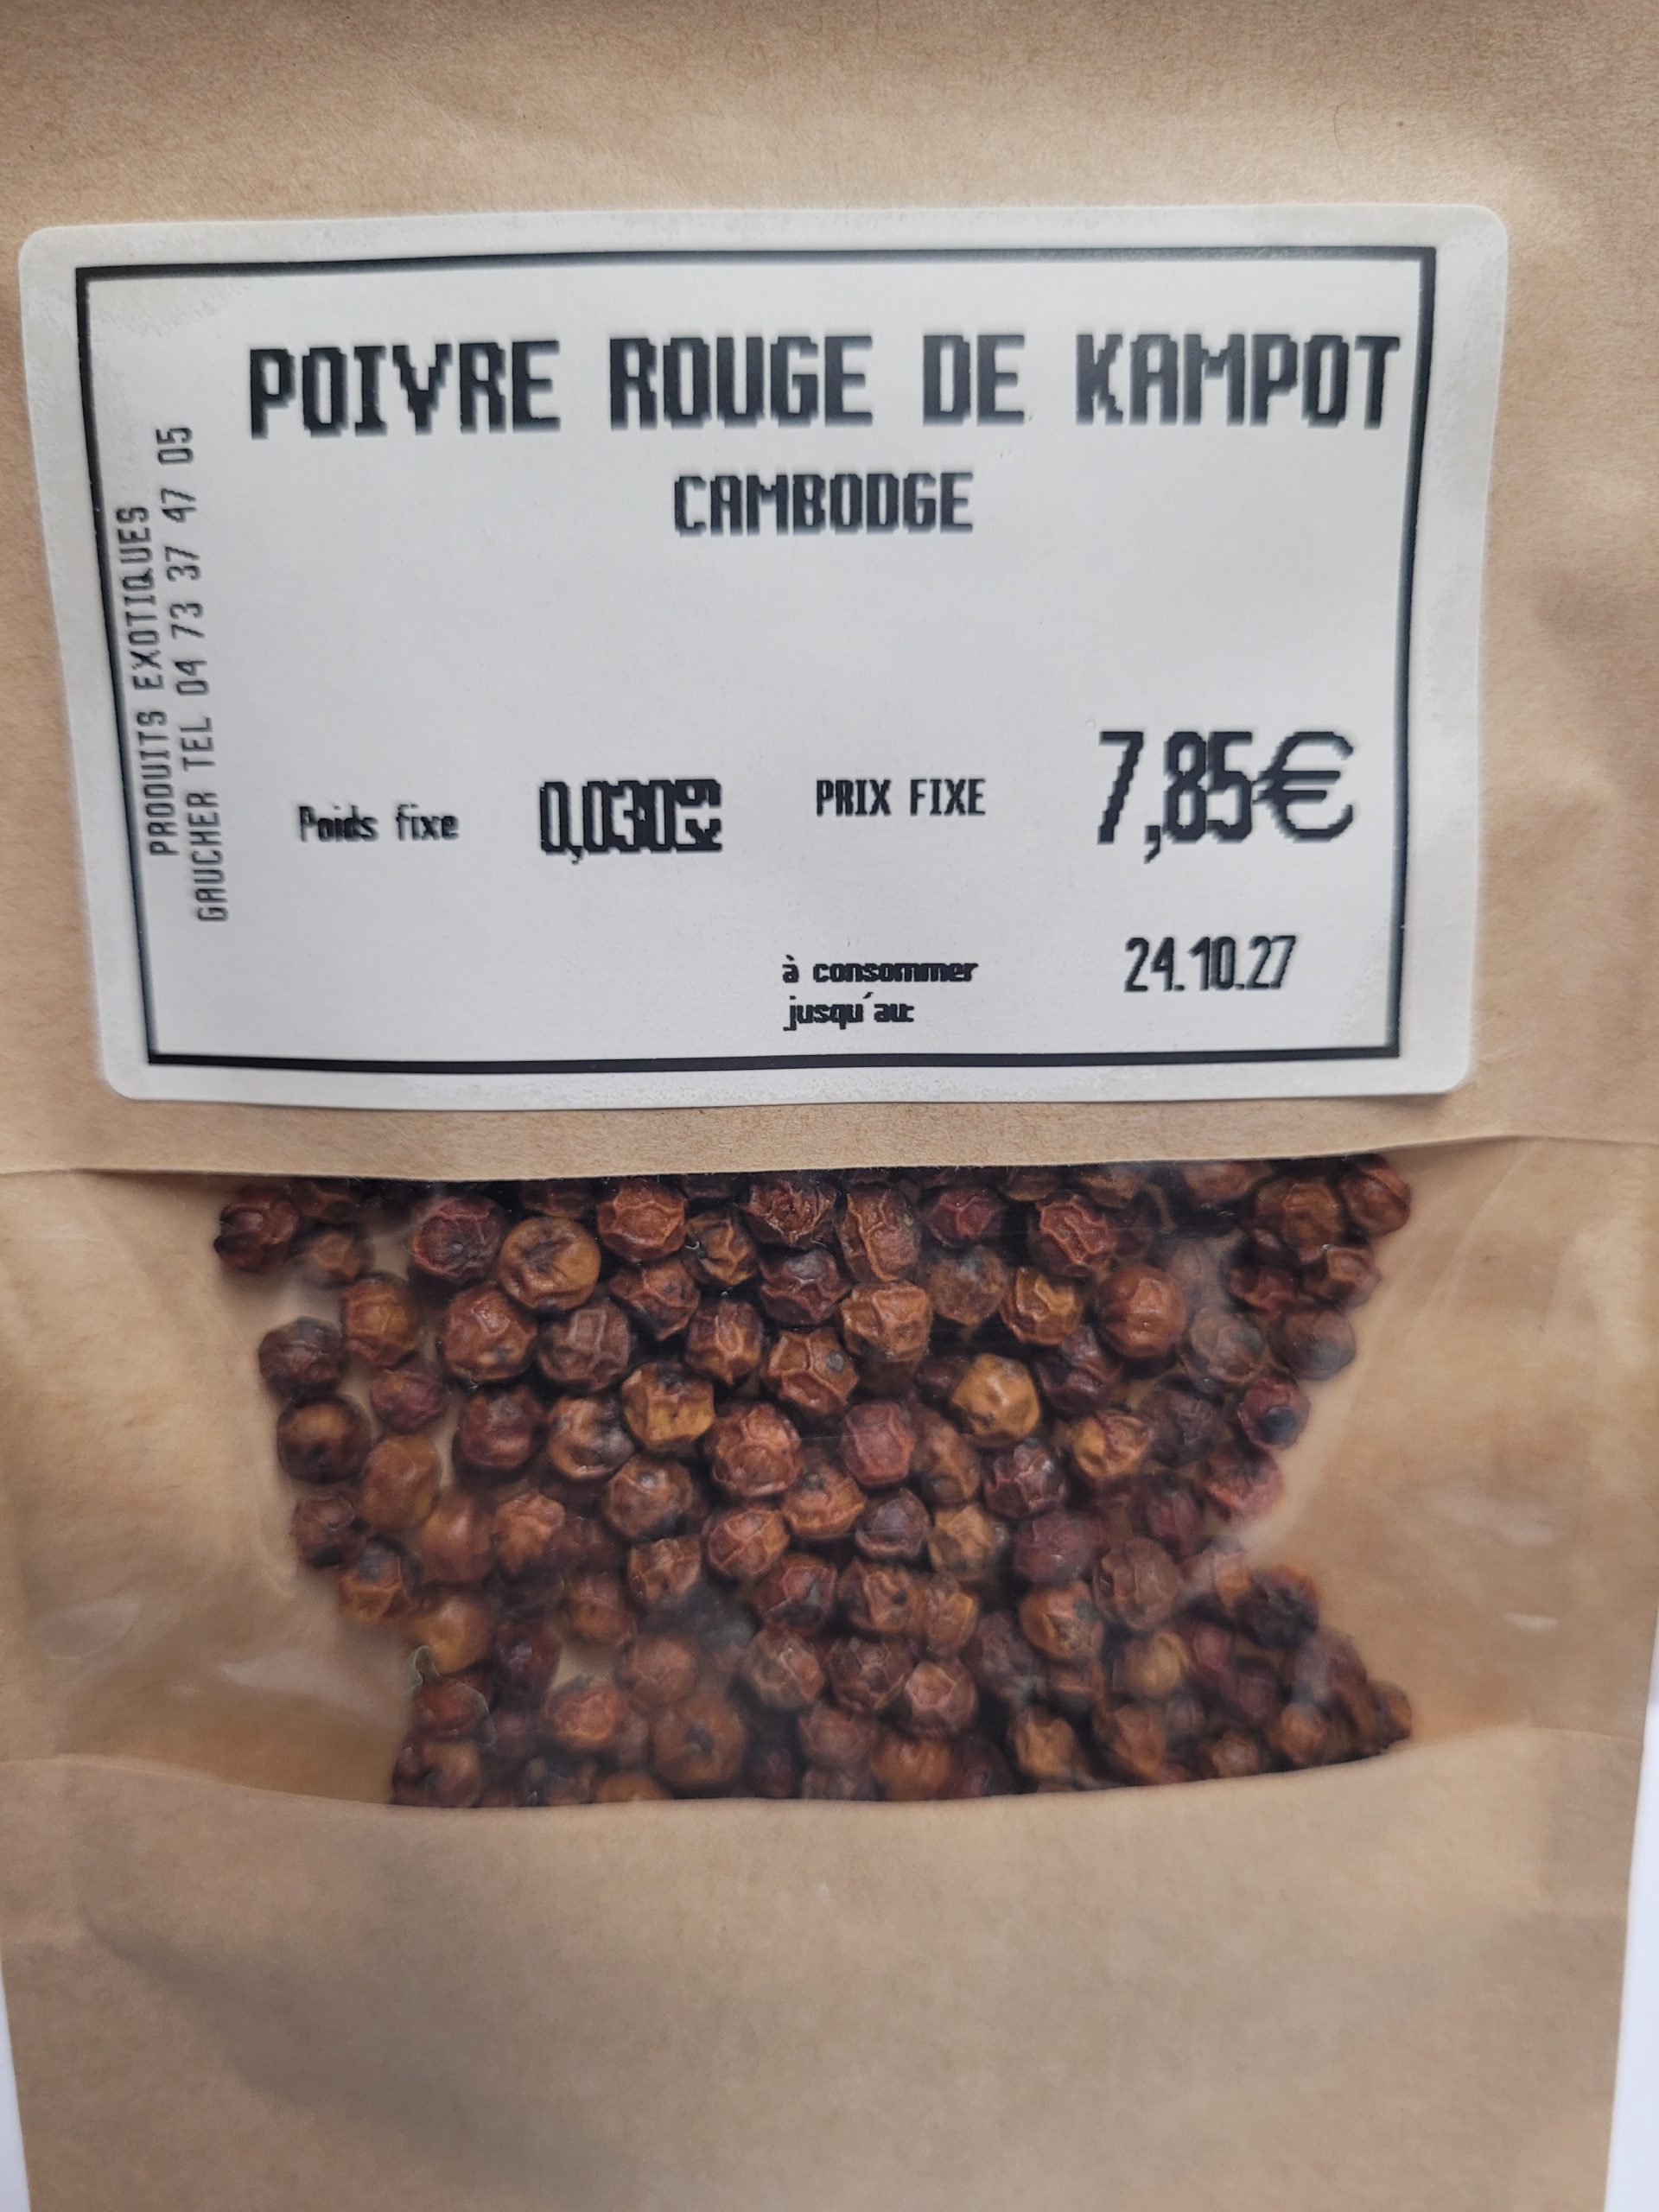 POIVRE ROUGE DE KAMPOT
CAMBODGE
PRODUITS EXOTIQUES
GAUCHER TEL 04 73 37 47 05
Poids fixe 0,030kg PRIX FIXE 7,85€
à consommer 24.10.27
jusqu'au: